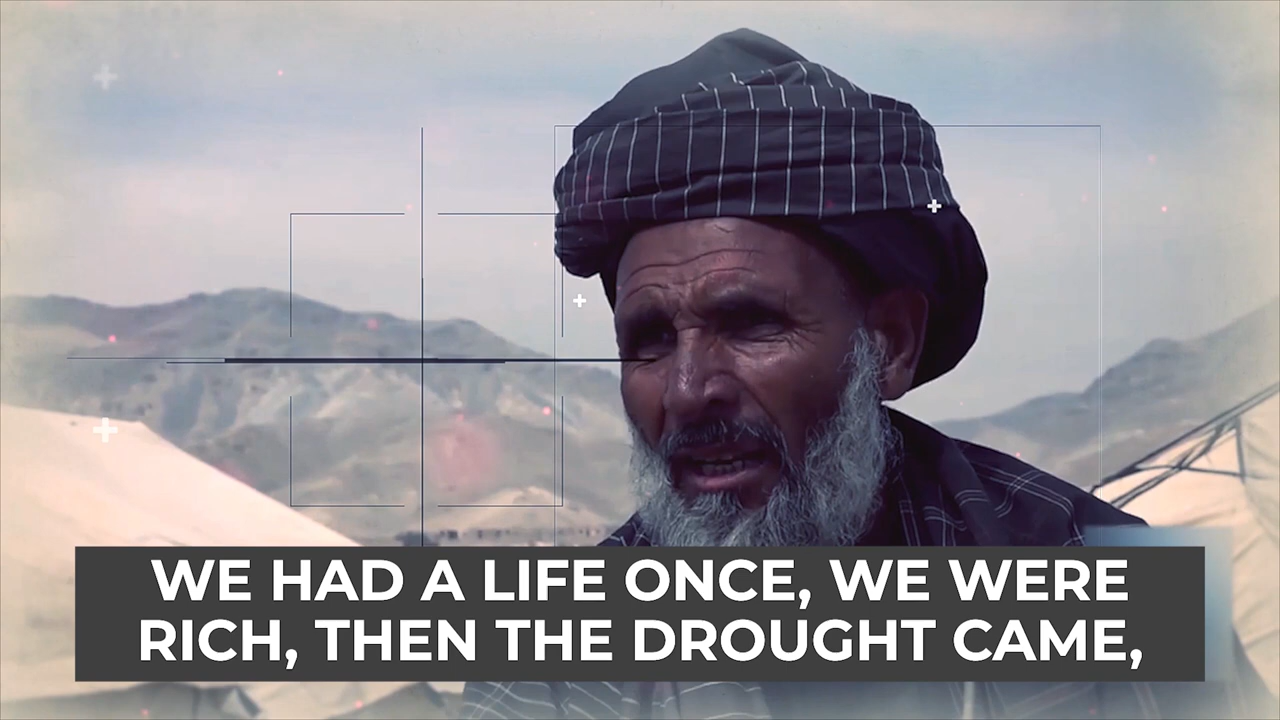 WE HAD A LIFE ONCE, WE WERE
RICH, THEN THE DROUGHT CAME,